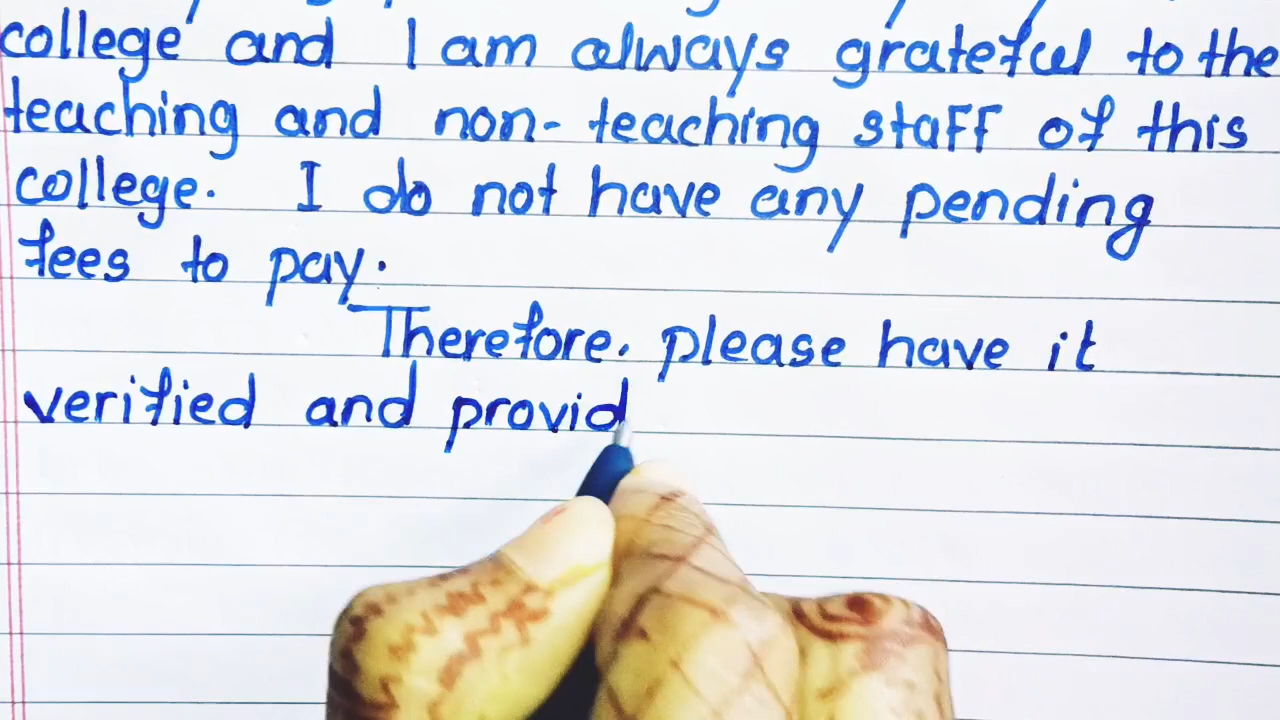 college and I am always grateful to the
teaching and non-teaching staff of this
college. I do not have any pending
fees to pay.
Therefore, please have it
verified and provid